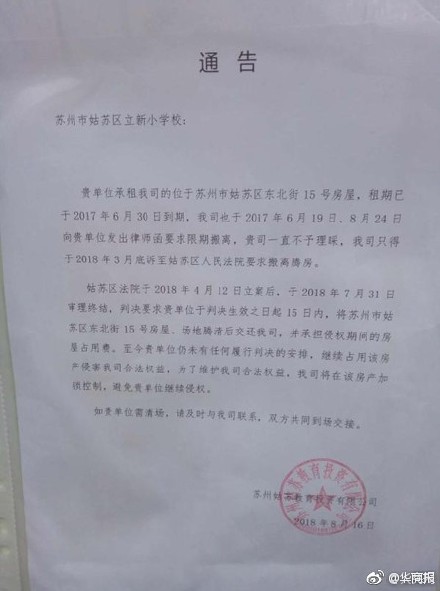 通 告
苏州市姑苏区立新小学校：
贵单位承租我司的位于苏州市姑苏区东北街 15 号房屋，租期已
于 2017 年 6 月 30 日到期，我司也于 2017 年 6 月 19 日、8 月 24 日
向贵单位发出律师函要求限期搬离，贵司一直不予理睬，我司只得
于 2018 年 3 月底诉至姑苏区人民法院要求搬离腾房。
姑苏区法院于 2018 年 4 月 12 日立案后，于 2018 年 7 月 31 日
审理终结，判决要求贵单位于判决生效之日起 15 日内，将苏州市姑
苏区东北街 15 号房屋、场地腾清后交还我司，并承担侵权期间的房
屋占用费。至今贵单位仍未有任何履行判决的安排，继续占用该房
产侵害我司合法权益，为了维护我司合法权益，我司将在该房产加
锁控制，避免贵单位继续侵权。
如贵单位需清场，请及时与我司联系，双方共同到场交接。
苏州姑苏教育投资有限公司
2018 年 8 月 16 日
@华商报